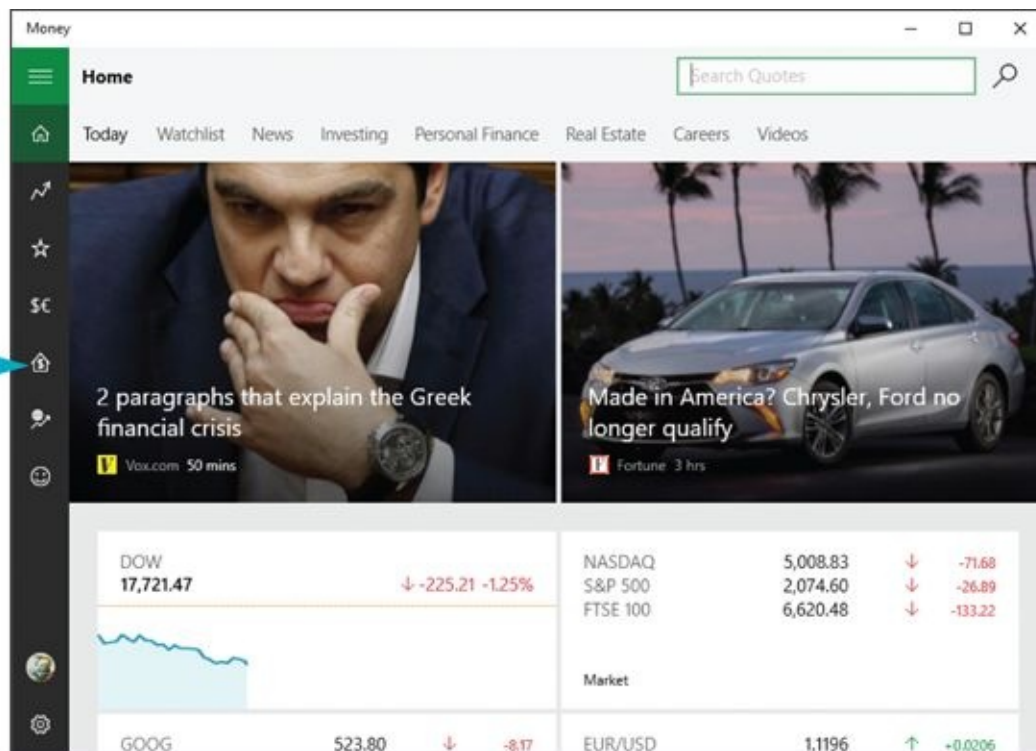 Money
Home
Search Quotes
Today Watchlist News Investing Personal Finance Real Estate Careers Videos
$€
2 paragraphs that explain the Greek
financial crisis
V Vox.com 50 mins
Made in America? Chrysler, Ford no
longer qualify
F Fortune 3 hrs
DOW
17,721.47 ↓ -225.21 -1.25%
NASDAQ 5,008.83 ↓ -71.68
S&P 500 2,074.60 ↓ -26.89
FTSE 100 6,620.48 ↓ -133.22
Market
GOOG 523.80 ↓ -8.17
EUR/USD 1.1196 ↑ +0.0206